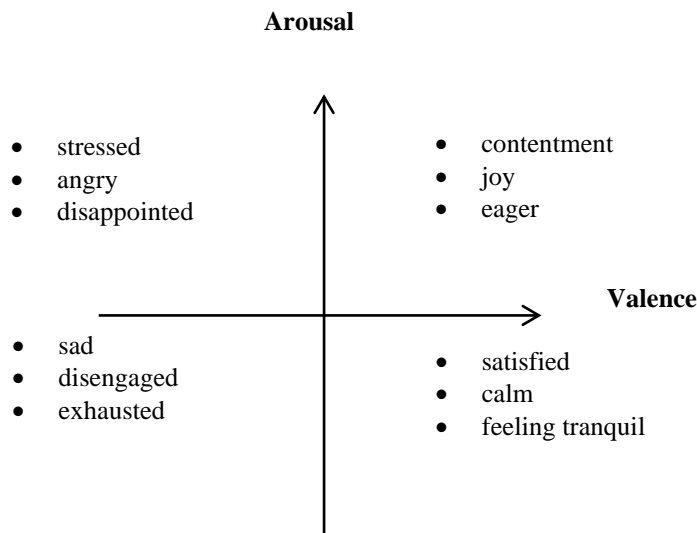 Arousal
• stressed
• angry
• disappointed
• contentment
• joy
• eager
Valence
• sad
• disengaged
• exhausted
• satisfied
• calm
• feeling tranquil